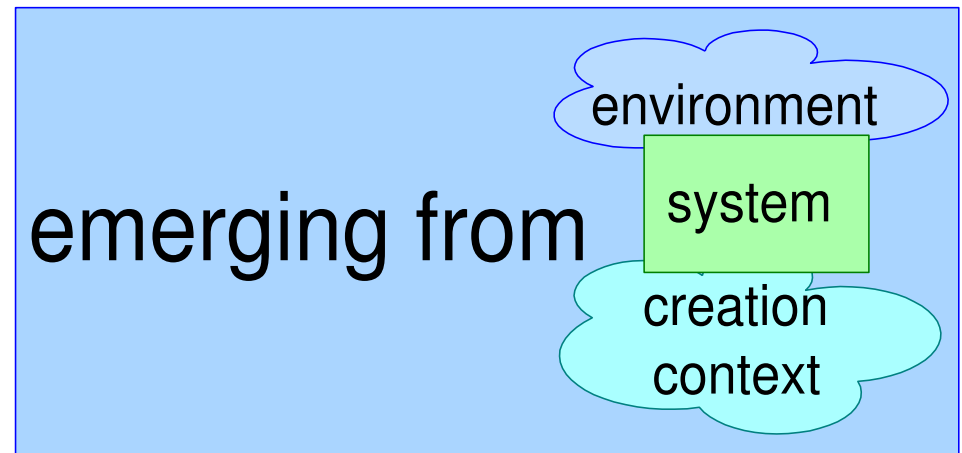 emerging from
environment
system
creation
context